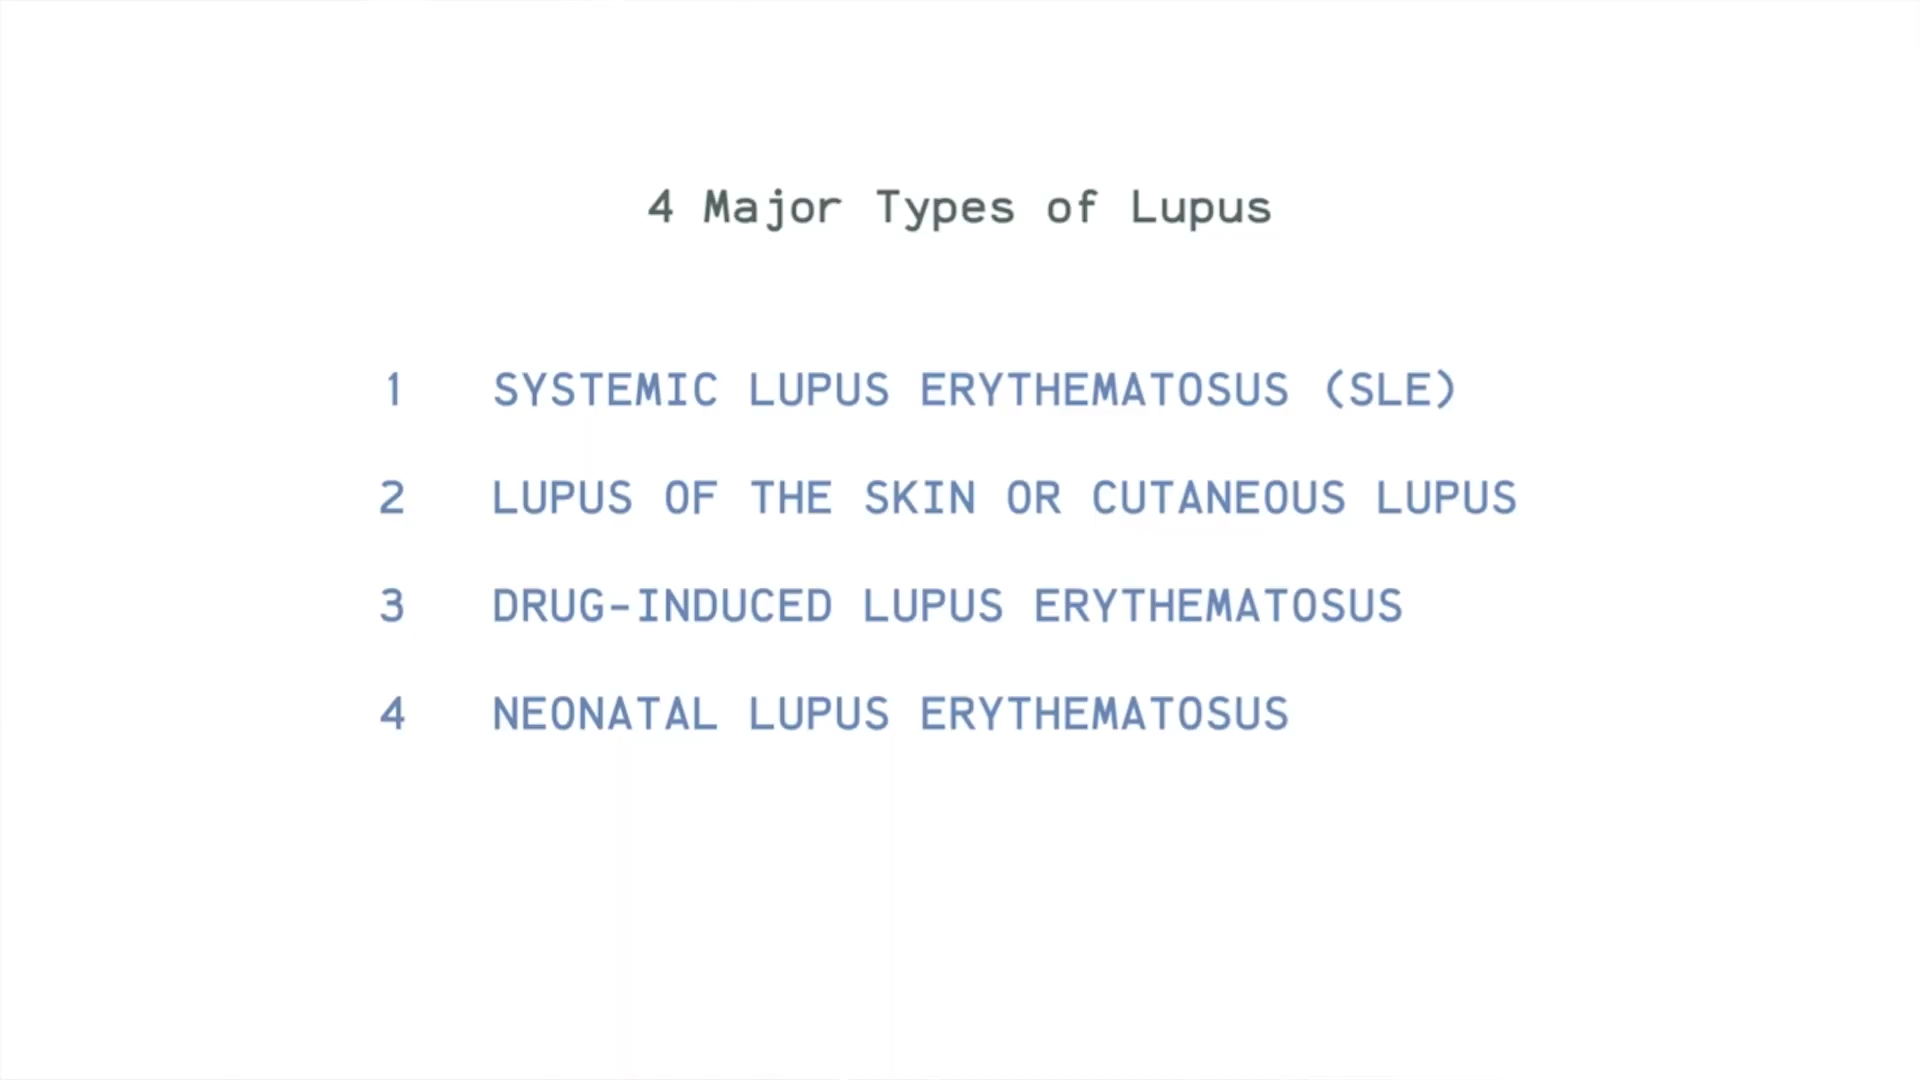 4 Major Types of Lupus
1 SYSTEMIC LUPUS ERYTHEMATOSUS (SLE)
2 LUPUS OF THE SKIN OR CUTANEOUS LUPUS
3 DRUG-INDUCED LUPUS ERYTHEMATOSUS
4 NEONATAL LUPUS ERYTHEMATOSUS